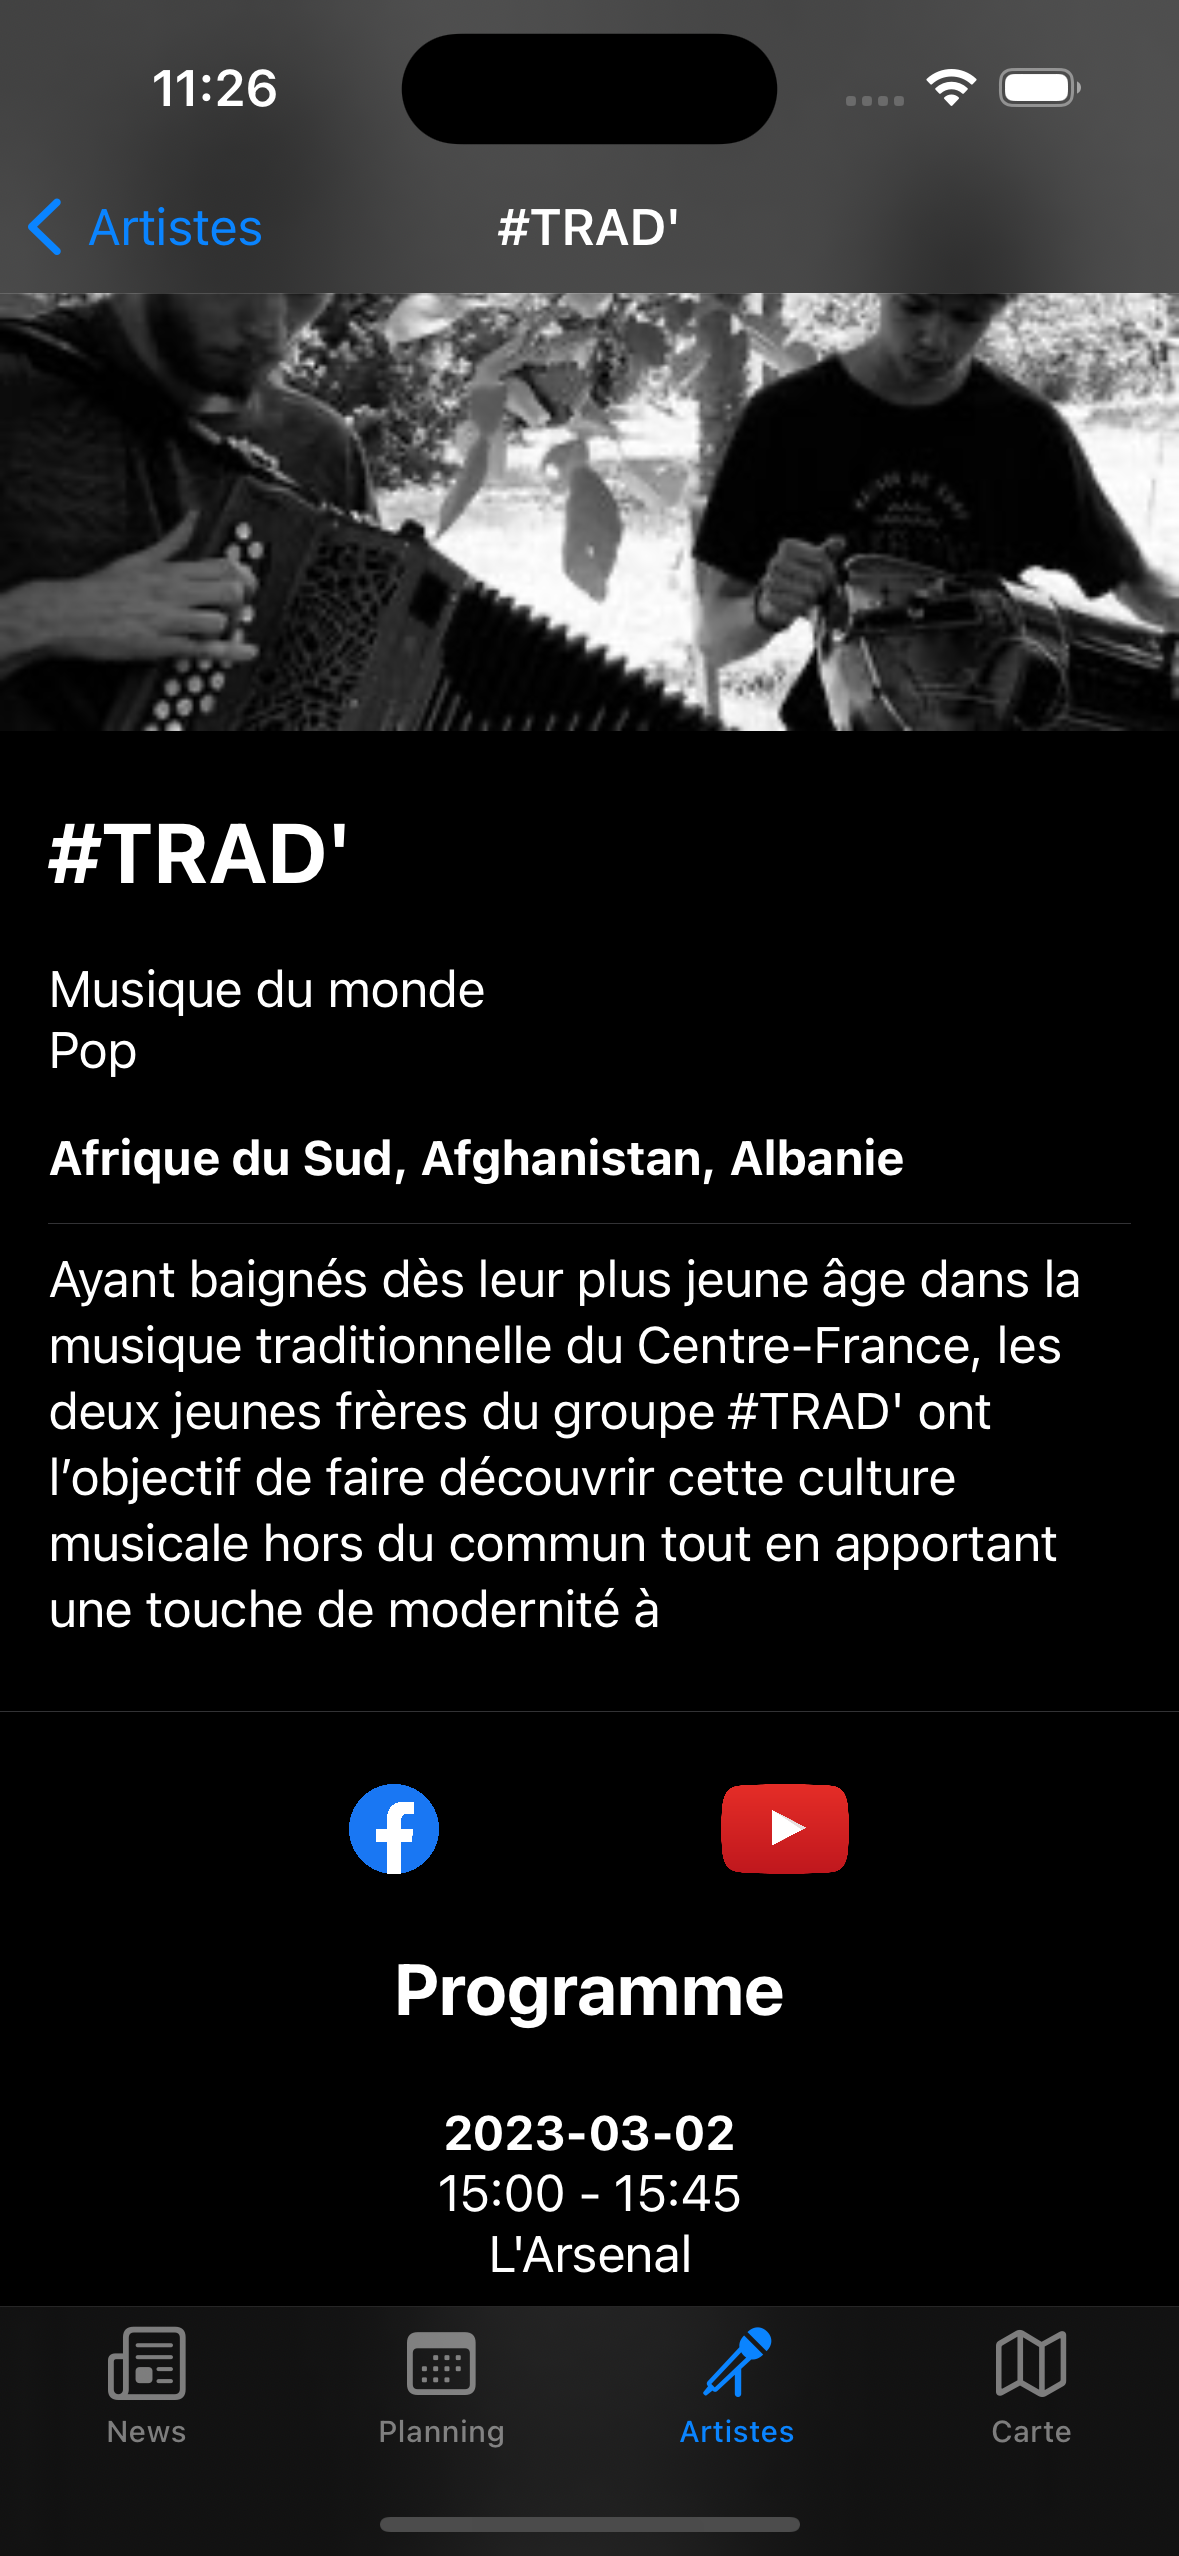 11:26
Artistes
#TRAD'
#TRAD'
Musique du monde
Pop
Afrique du Sud, Afghanistan, Albanie
Ayant baignés dès leur plus jeune âge dans la
musique traditionnelle du Centre-France, les
deux jeunes frères du groupe #TRAD' ont
l’objectif de faire découvrir cette culture
musicale hors du commun tout en apportant
une touche de modernité à
Programme
2023-03-02
15:00 - 15:45
L'Arsenal
News
Planning
Artistes
Carte